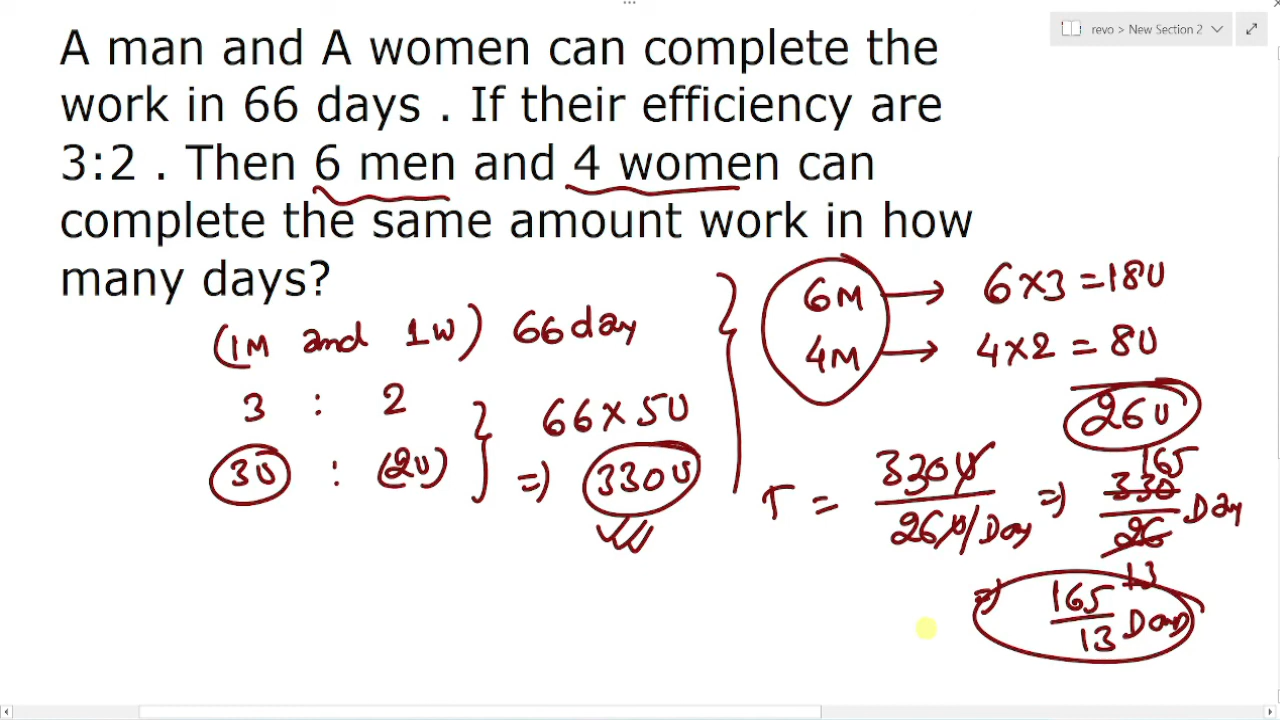 revo > New Section 2
A man and A women can complete the
work in 66 days . If their efficiency are
3:2 . Then 6 men and 4 women can
complete the same amount work in how
many days?
(1M and 1W) 66 day
3 : 2
3U : (2U) } 66 × 5U
=> 330U
6M → 6×3 = 18U
4M → 4×2 = 8U
26U
T = 330U / 26U/Day => 330/26 Day
165
13
=> 165/13 Days